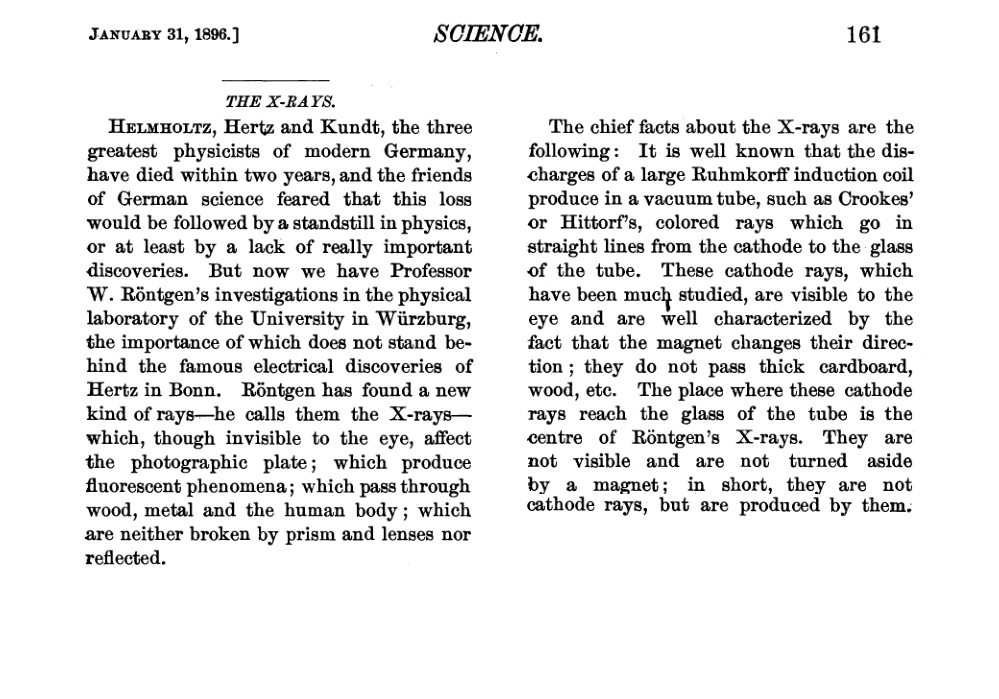 JANUARY 31, 1896.]
SCIENCE.
161
THE X-RAYS.
HELMHOLTZ, Hertz and Kundt, the three
greatest physicists of modern Germany,
have died within two years, and the friends
of German science feared that this loss
would be followed by a standstill in physics,
or at least by a lack of really important
discoveries. But now we have Professor
W. Röntgen's investigations in the physical
laboratory of the University in Würzburg,
the importance of which does not stand be-
hind the famous electrical discoveries of
Hertz in Bonn. Röntgen has found a new
kind of rays—he calls them the X-rays—
which, though invisible to the eye, affect
the photographic plate; which produce
fluorescent phenomena; which pass through
wood, metal and the human body; which
are neither broken by prism and lenses nor
reflected.
The chief facts about the X-rays are the
following: It is well known that the dis-
charges of a large Ruhmkorff induction coil
produce in a vacuum tube, such as Crookes'
or Hittorf's, colored rays which go in
straight lines from the cathode to the glass
of the tube. These cathode rays, which
have been much studied, are visible to the
eye and are well characterized by the
fact that the magnet changes their direc-
tion; they do not pass thick cardboard,
wood, etc. The place where these cathode
rays reach the glass of the tube is the
centre of Röntgen's X-rays. They are
not visible and are not turned aside
by a magnet; in short, they are not
cathode rays, but are produced by them.